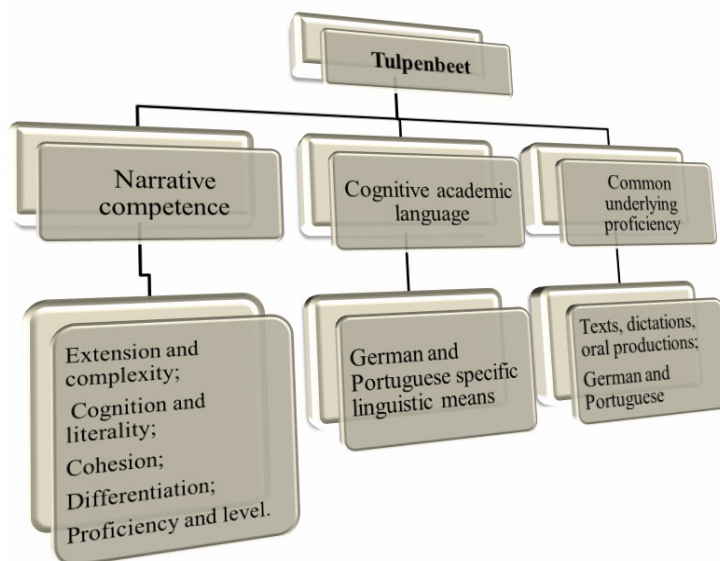 Tulpenbeet
Narrative
competence
Cognitive academic
language
Common
underlying
proficiency
Extension and
complexity;
Cognition and
literality;
Cohesion;
Differentiation;
Proficiency and level.
German and
Portuguese specific
linguistic means
Texts, dictations,
oral productions;
German and
Portuguese